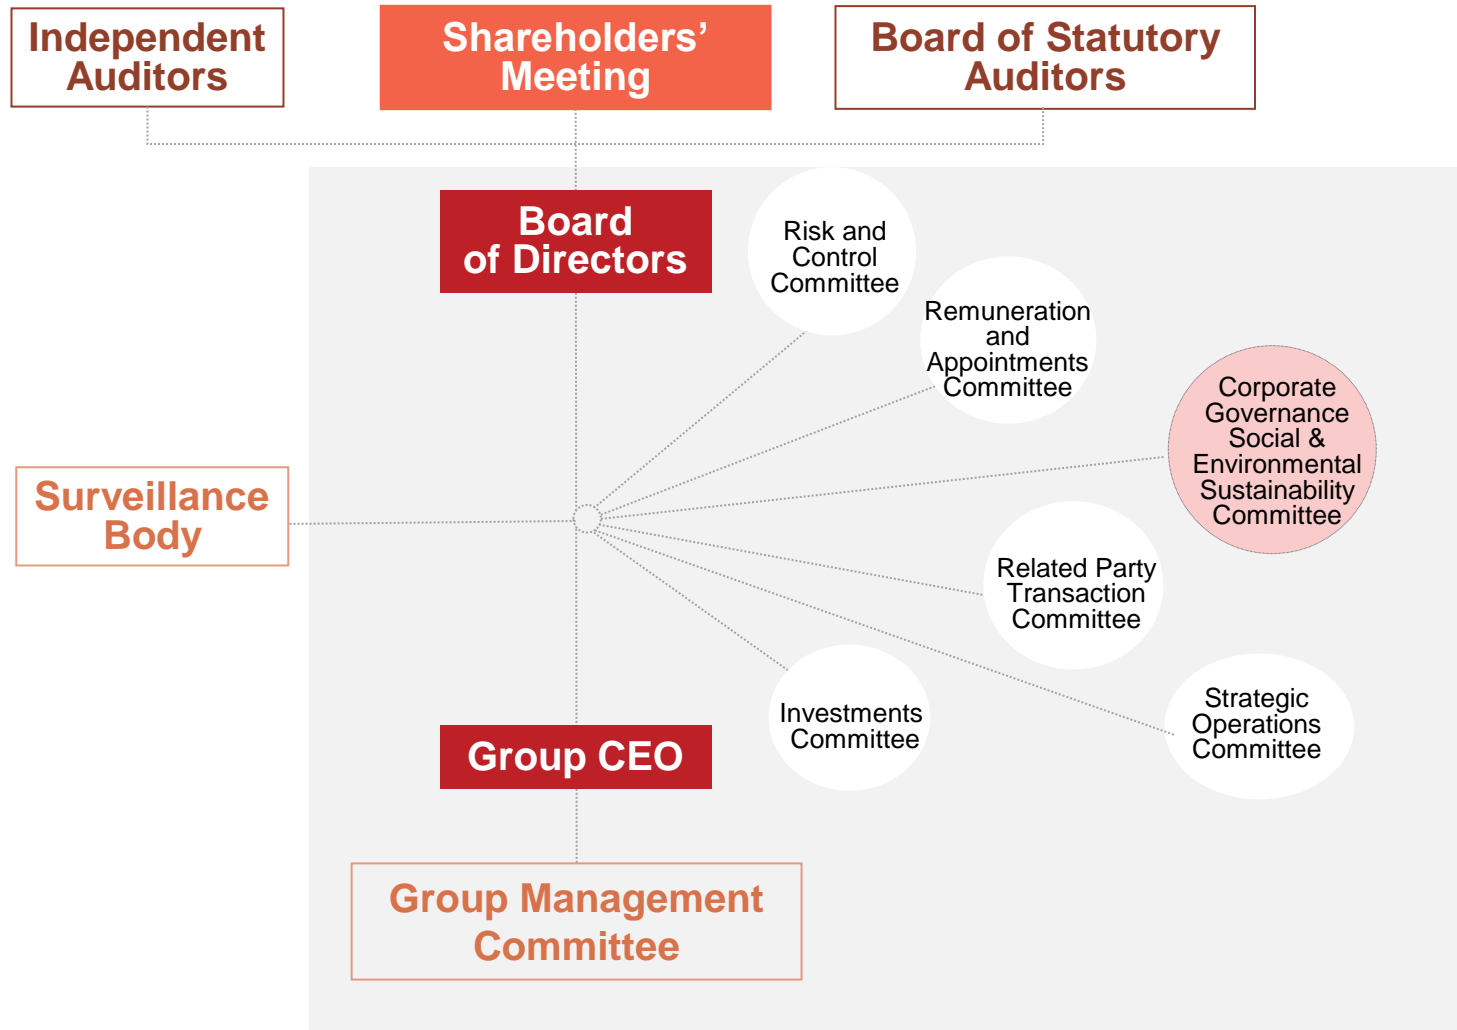 Independent
Auditors
Shareholders’
Meeting
Board of Statutory
Auditors
Board
of Directors
Risk and
Control
Committee
Remuneration
and
Appointments
Committee
Corporate
Governance
Social &
Environmental
Sustainability
Committee
Surveillance
Body
Related Party
Transaction
Committee
Investments
Committee
Strategic
Operations
Committee
Group CEO
Group Management
Committee